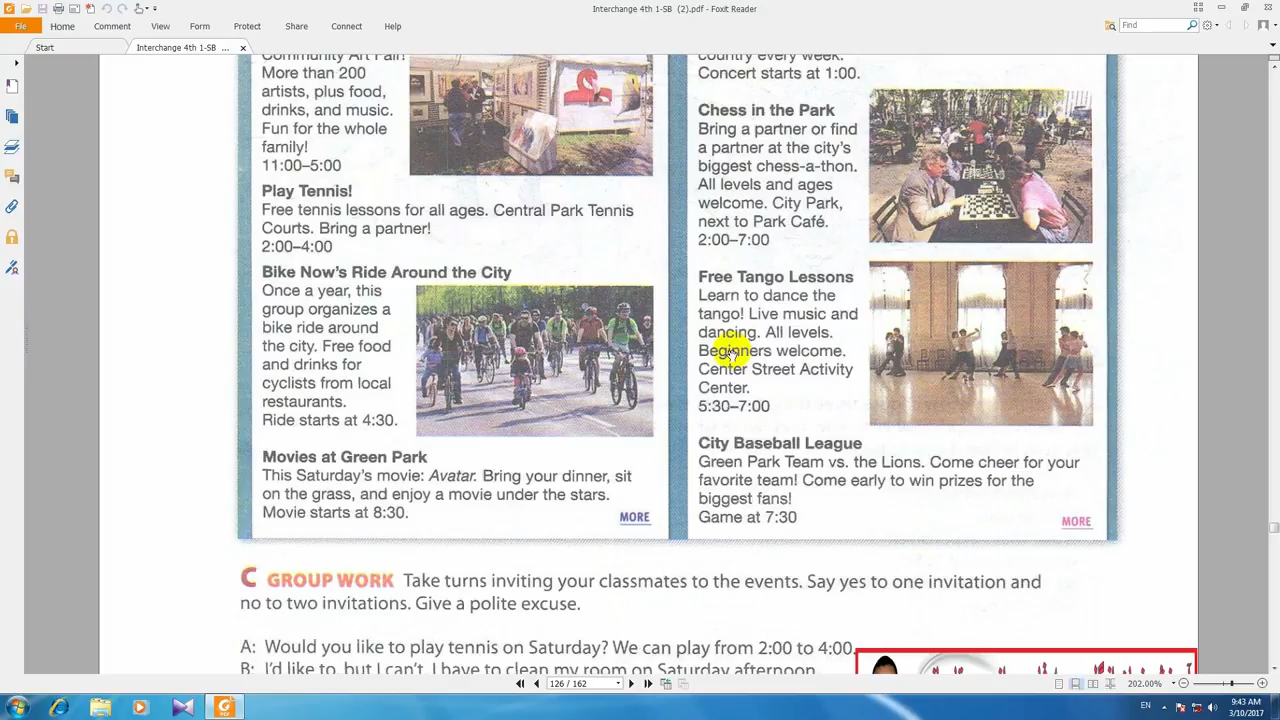 Interchange 4th 1-SB (2).pdf - Foxit Reader
File Home Comment View Form Protect Share Connect Help
Find
Start Interchange 4th 1-SB ...
Community Art Fair!
More than 200
artists, plus food,
drinks, and music.
Fun for the whole
family!
11:00–5:00
Play Tennis!
Free tennis lessons for all ages. Central Park Tennis
Courts. Bring a partner!
2:00–4:00
Bike Now's Ride Around the City
Once a year, this
group organizes a
bike ride around
the city. Free food
and drinks for
cyclists from local
restaurants.
Ride starts at 4:30.
Movies at Green Park
This Saturday's movie: Avatar. Bring your dinner, sit
on the grass, and enjoy a movie under the stars.
Movie starts at 8:30.
MORE
country every week.
Concert starts at 1:00.
Chess in the Park
Bring a partner or find
a partner at the city's
biggest chess-a-thon.
All levels and ages
welcome. City Park,
next to Park Café.
2:00–7:00
Free Tango Lessons
Learn to dance the
tango! Live music and
dancing. All levels.
Beginners welcome.
Center Street Activity
Center.
5:30–7:00
City Baseball League
Green Park Team vs. the Lions. Come cheer for your
favorite team! Come early to win prizes for the
biggest fans!
Game at 7:30
MORE
C GROUP WORK Take turns inviting your classmates to the events. Say yes to one invitation and
no to two invitations. Give a polite excuse.
A: Would you like to play tennis on Saturday? We can play from 2:00 to 4:00.
B: I'd like to, but I can't. I have to clean my room on Saturday afternoon.
126 / 162
202.00%
EN
9:43 AM
3/10/2017